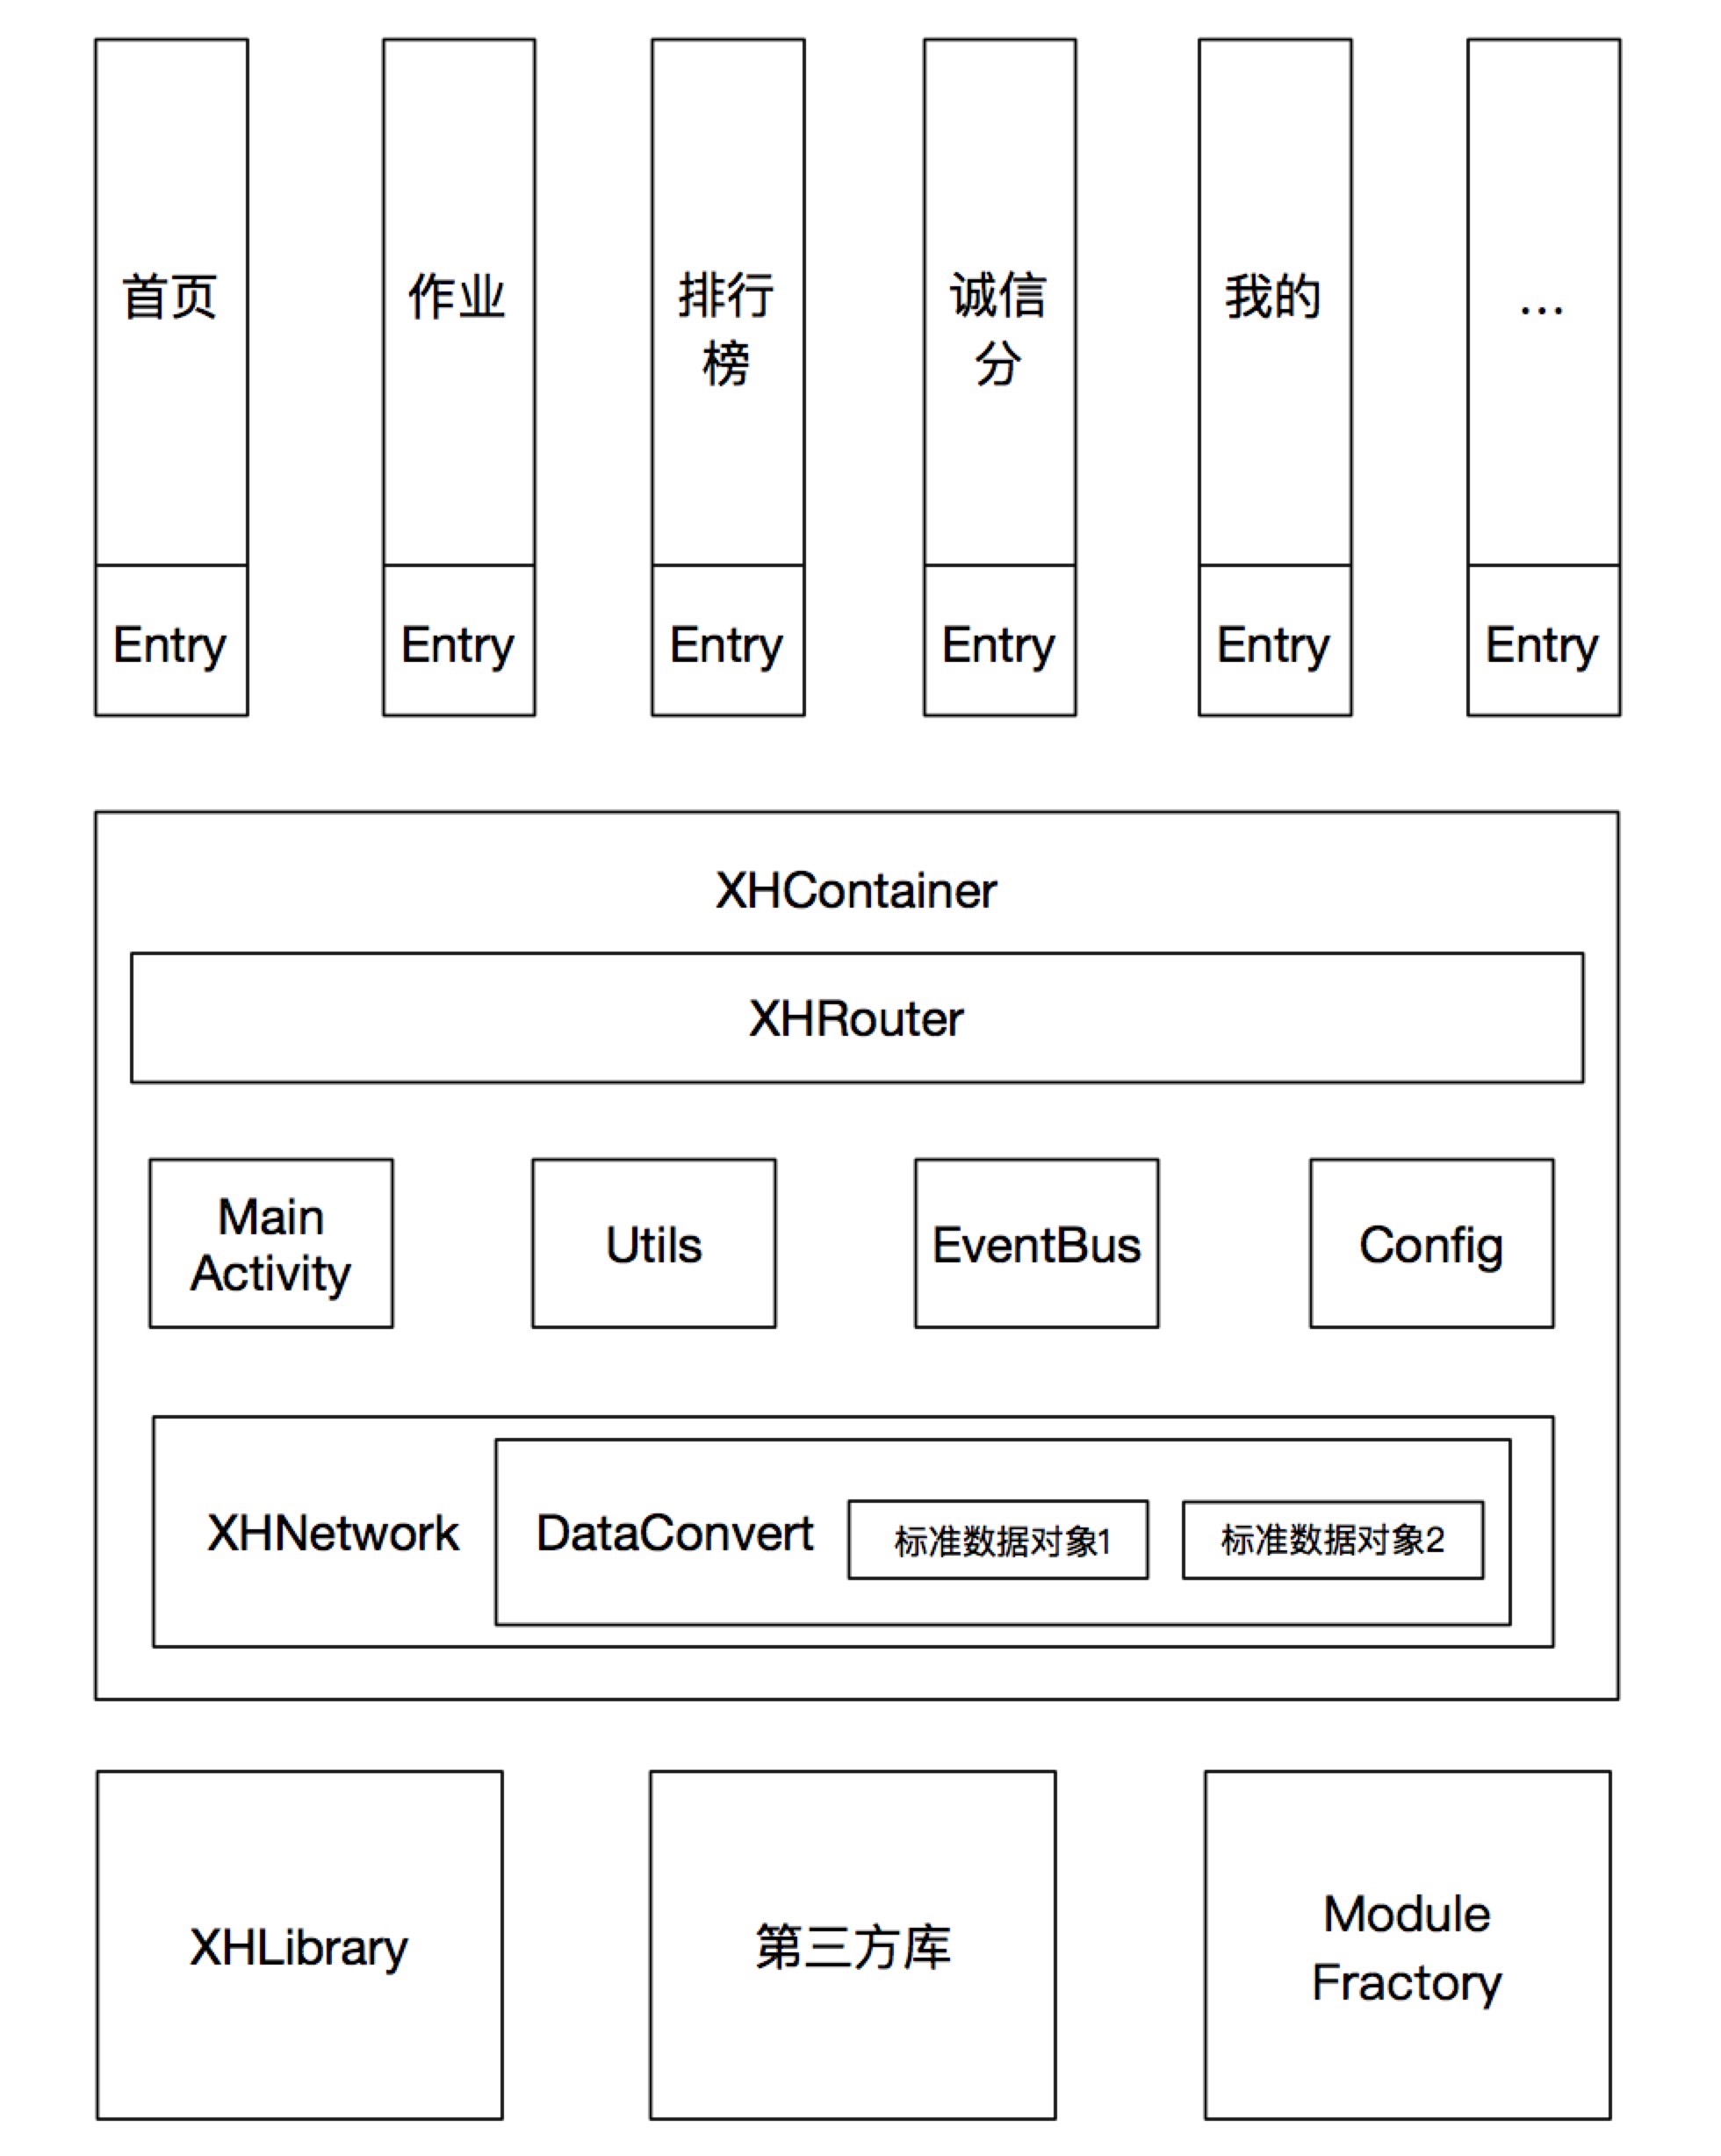 首页
作业
排行
榜
诚信
分
我的
...
Entry
Entry
Entry
Entry
Entry
Entry
XHContainer
XHRouter
Main
Activity
Utils
EventBus
Config
XHNetwork
DataConvert
标准数据对象1
标准数据对象2
XHLibrary
第三方库
Module
Fractory